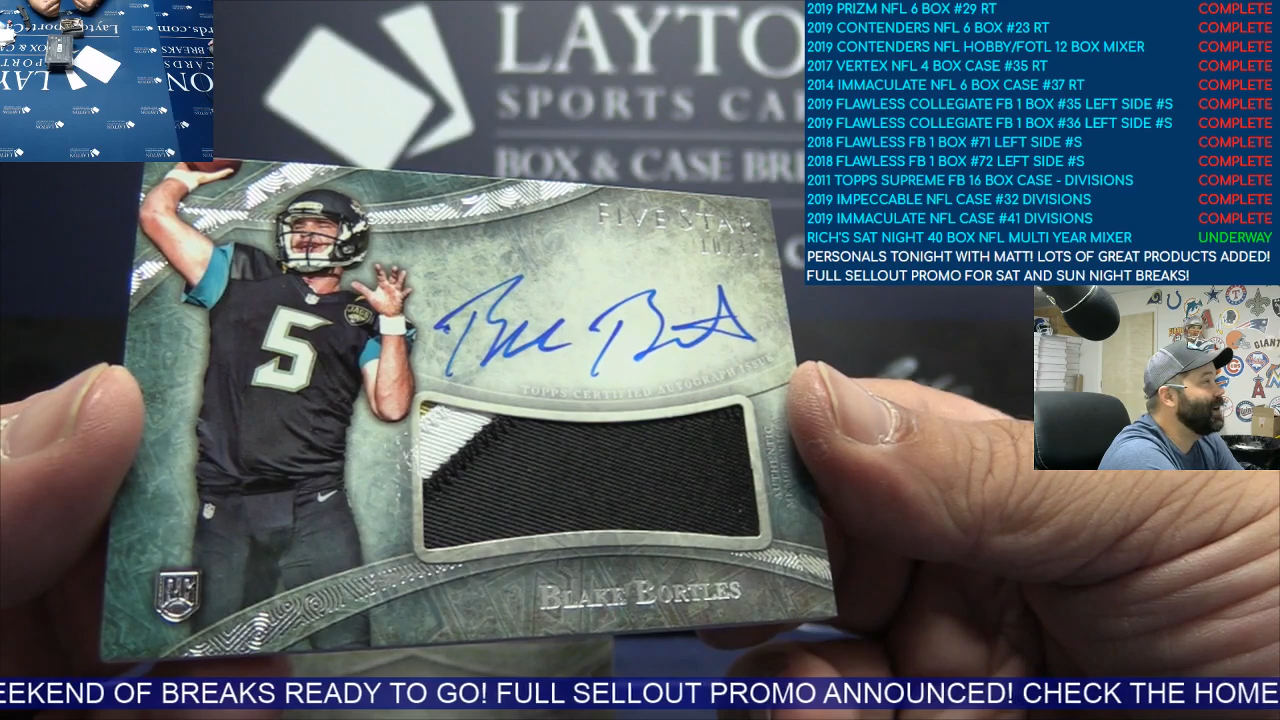 2019 PRIZM NFL 6 BOX #29 RT COMPLETE
2019 CONTENDERS NFL 6 BOX #23 RT COMPLETE
2019 CONTENDERS NFL HOBBY/FOTL 12 BOX MIXER COMPLETE
2017 VERTEX NFL 4 BOX CASE #35 RT COMPLETE
2014 IMMACULATE NFL 6 BOX CASE #37 RT COMPLETE
2019 FLAWLESS COLLEGIATE FB 1 BOX #35 LEFT SIDE #S COMPLETE
2019 FLAWLESS COLLEGIATE FB 1 BOX #36 LEFT SIDE #S COMPLETE
2018 FLAWLESS FB 1 BOX #71 LEFT SIDE #S COMPLETE
2018 FLAWLESS FB 1 BOX #72 LEFT SIDE #S COMPLETE
2011 TOPPS SUPREME FB 16 BOX CASE - DIVISIONS COMPLETE
2019 IMPECCABLE NFL CASE #32 DIVISIONS COMPLETE
2019 IMMACULATE NFL CASE #41 DIVISIONS COMPLETE
RICH'S SAT NIGHT 40 BOX NFL MULTI YEAR MIXER UNDERWAY
PERSONALS TONIGHT WITH MATT! LOTS OF GREAT PRODUCTS ADDED!
FULL SELLOUT PROMO FOR SAT AND SUN NIGHT BREAKS!
LAYTO
SPORTS CA
BOX & CASE BRE
FIVE STAR
5
JAGS
TOPPS CERTIFIED AUTOGRAPH ISSUE
AUTHENTIC
BLAKE BORTLES
GIANT
EEKEND OF BREAKS READY TO GO! FULL SELLOUT PROMO ANNOUNCED! CHECK THE HOME